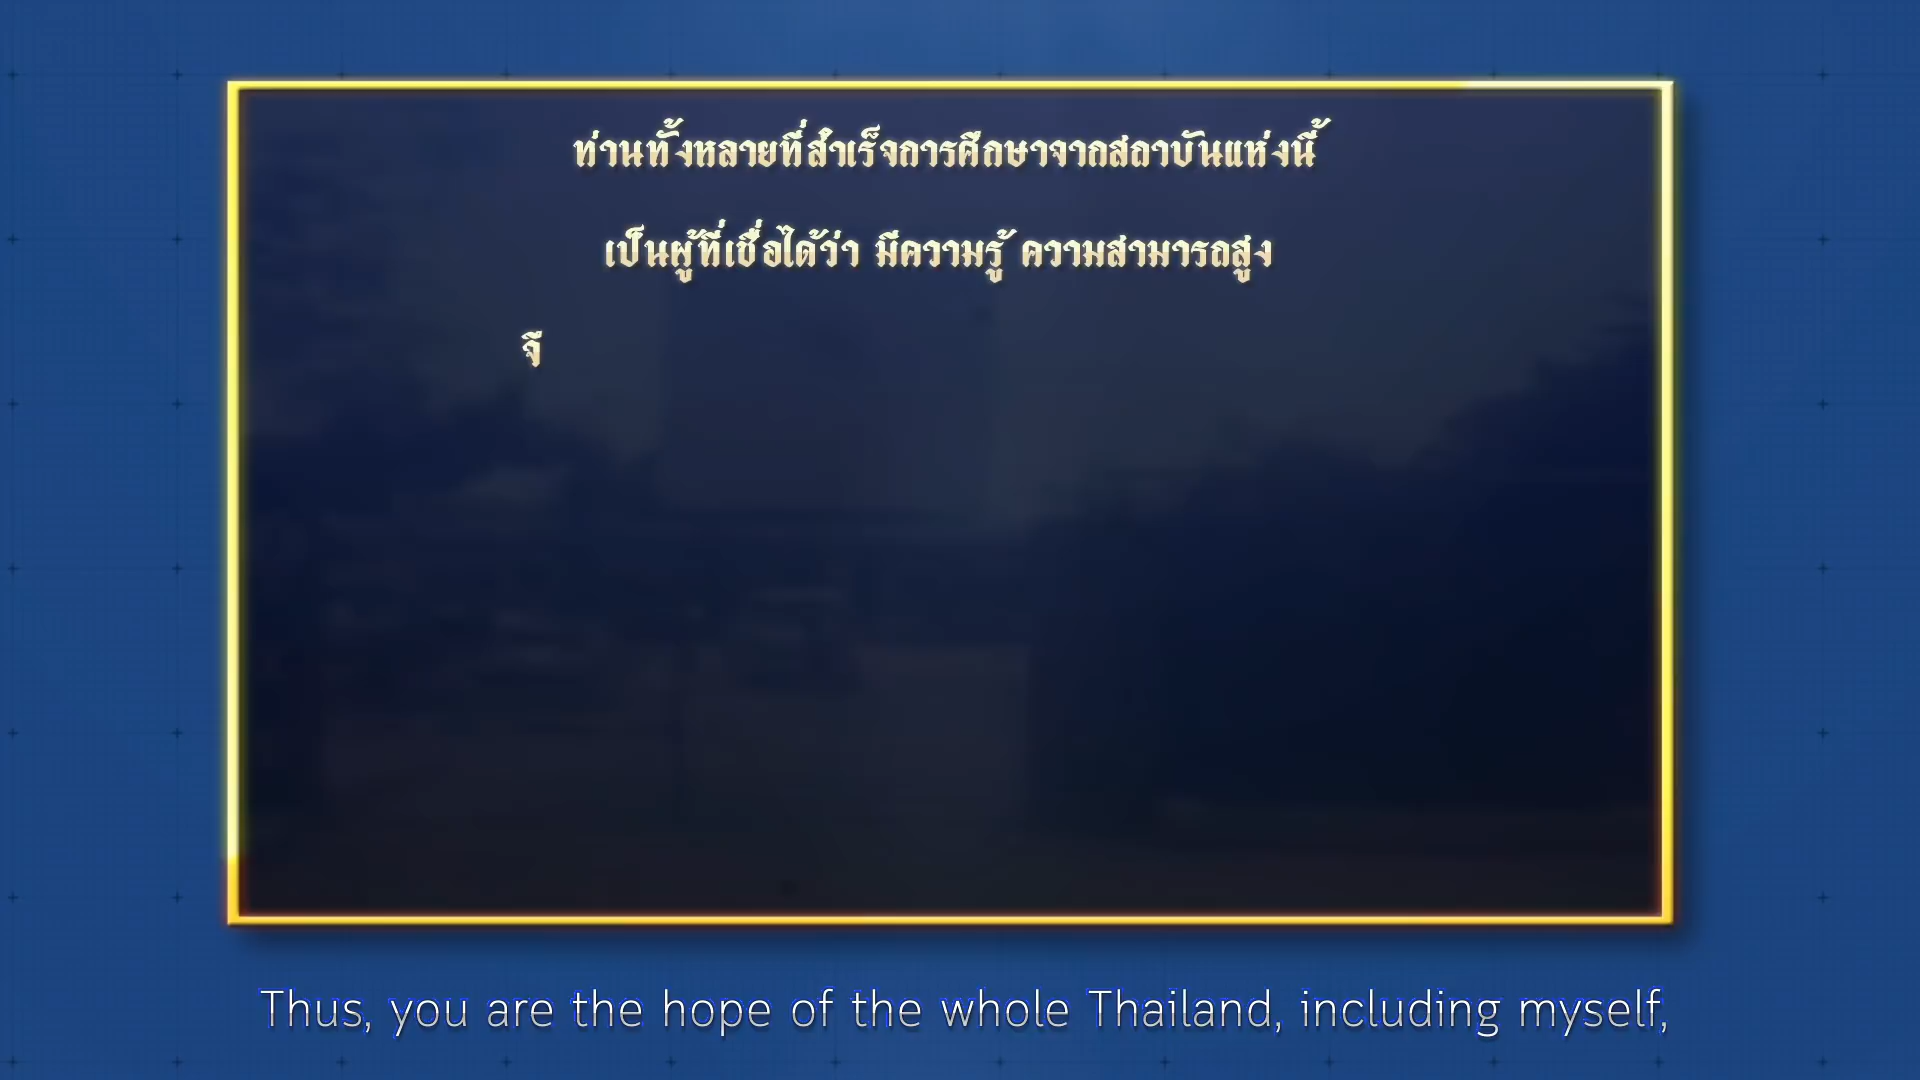 ท่านทั้งหลายที่สำเร็จการศึกษาจากสถาบันแห่งนี้
เป็นผู้ที่เชื่อได้ว่า มีความรู้ ความสามารถสูง
จึ
Thus, you are the hope of the whole Thailand, including myself,